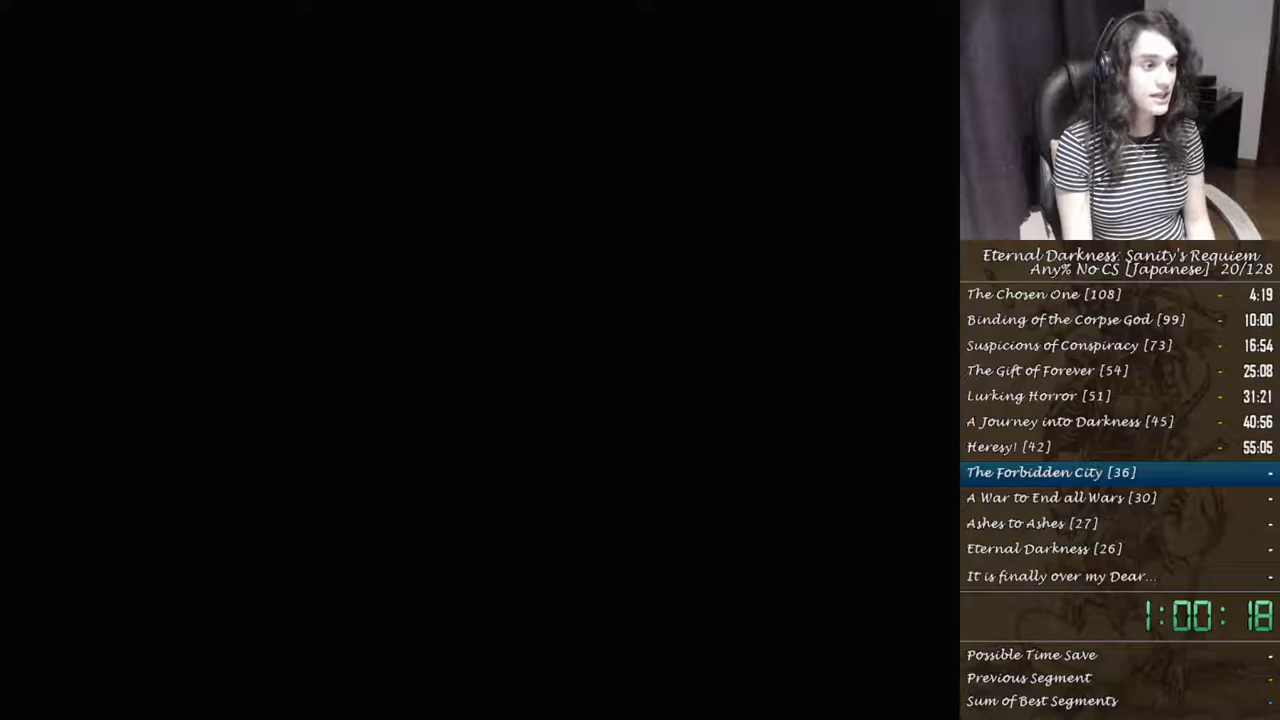 Eternal Darkness: Sanity's Requiem
Any% No CS [Japanese] 20/128
The Chosen One [108] - 4:19
Binding of the Corpse God [99] - 10:00
Suspicions of Conspiracy [73] - 16:54
The Gift of Forever [54] - 25:08
Lurking Horror [51] - 31:21
A Journey into Darkness [45] - 40:56
Heresy! [42] - 55:05
The Forbidden City [36] -
A War to End all Wars [30] -
Ashes to Ashes [27] -
Eternal Darkness [26] -
It is finally over my Dear... -
1:00:18
Possible Time Save -
Previous Segment -
Sum of Best Segments -